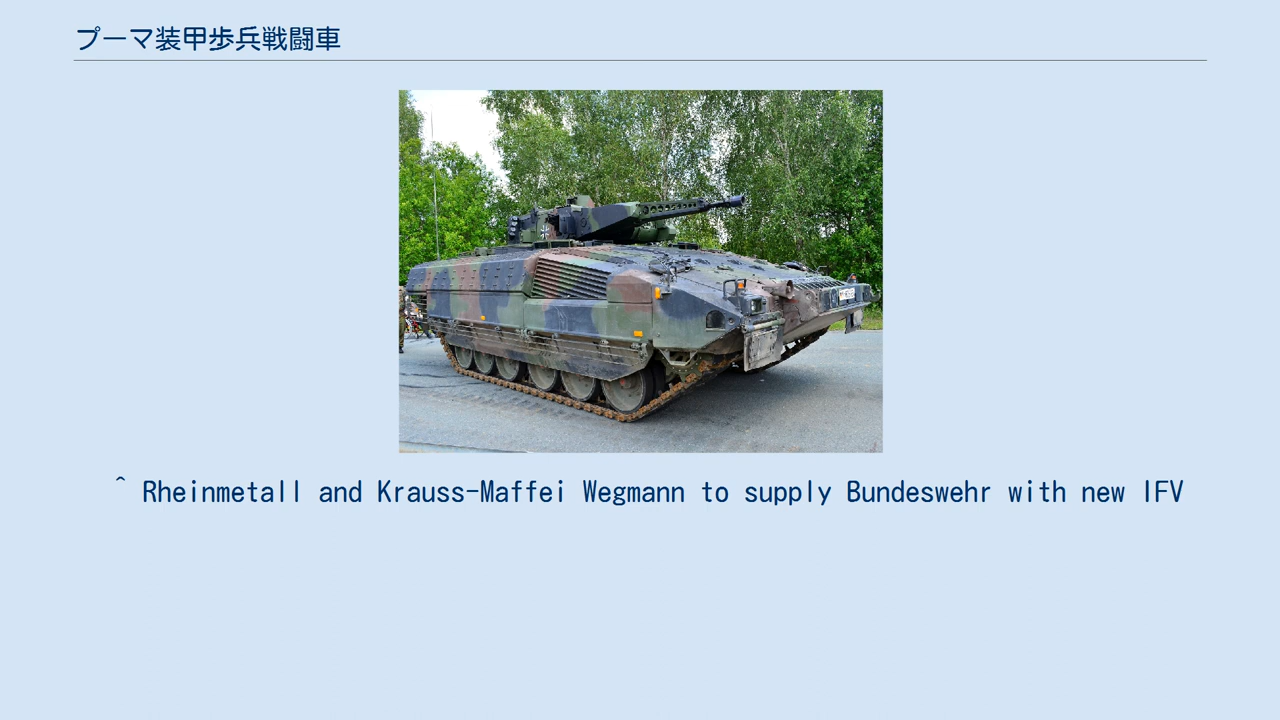 プーマ装甲歩兵戦闘車
^ Rheinmetall and Krauss-Maffei Wegmann to supply Bundeswehr with new IFV